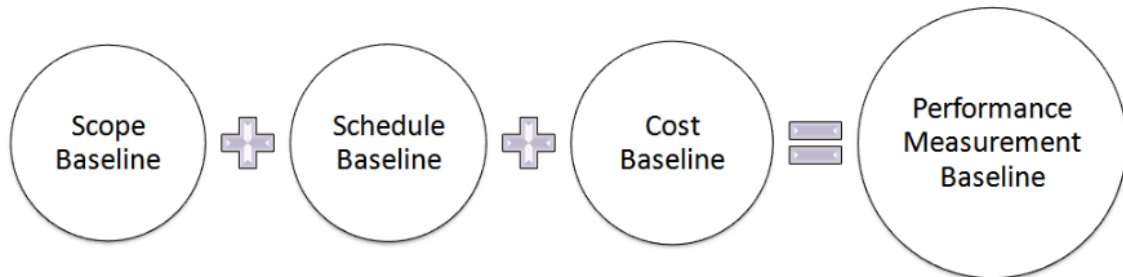 Scope
Baseline
Schedule
Baseline
Cost
Baseline
Performance
Measurement
Baseline